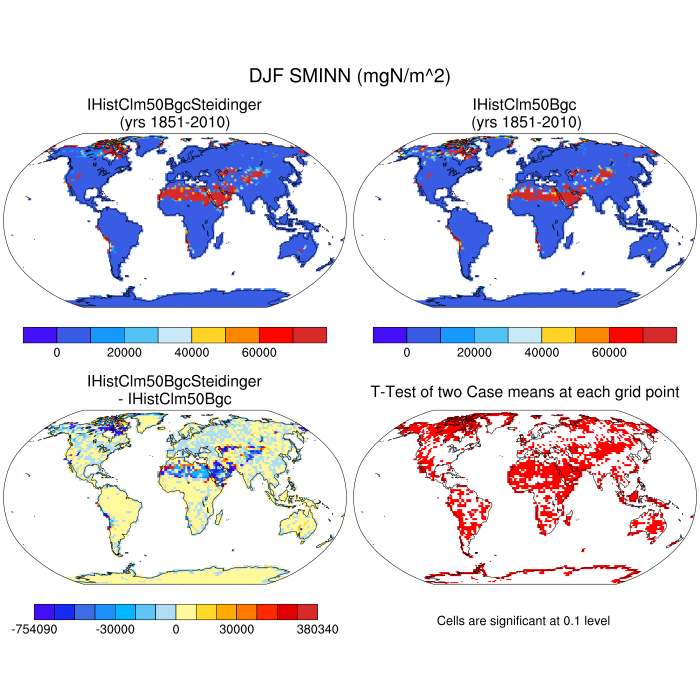 DJF SMINN (mgN/m^2)
IHistClm50BgcSteidinger
(yrs 1851-2010)
IHistClm50Bgc
(yrs 1851-2010)
0 20000 40000 60000
0 20000 40000 60000
IHistClm50BgcSteidinger
- IHistClm50Bgc
T-Test of two Case means at each grid point
-754090 -30000 0 30000 380340
Cells are significant at 0.1 level